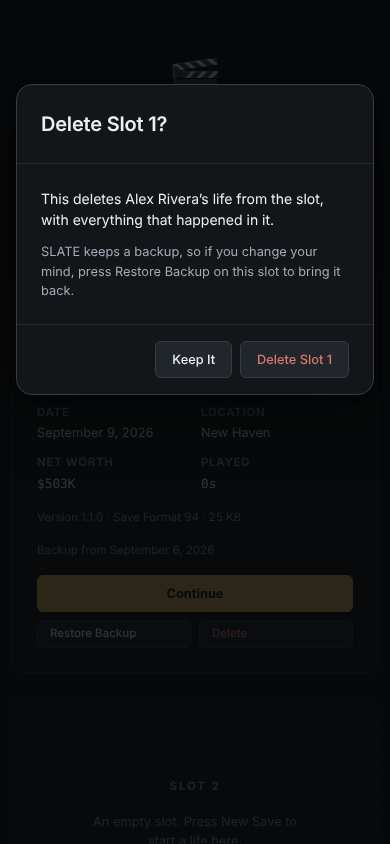 Delete Slot 1?
This deletes Alex Rivera’s life from the slot,
with everything that happened in it.
SLATE keeps a backup, so if you change your
mind, press Restore Backup on this slot to bring it
back.
Keep It
Delete Slot 1
DATE
LOCATION
September 9, 2026
New Haven
NET WORTH
PLAYED
$503K
0s
Version 1.1.0 · Save Format 94 · 25 KB
Backup from September 6, 2026
Continue
Restore Backup
Delete
SLOT 2
An empty slot. Press New Save to
start a life here.